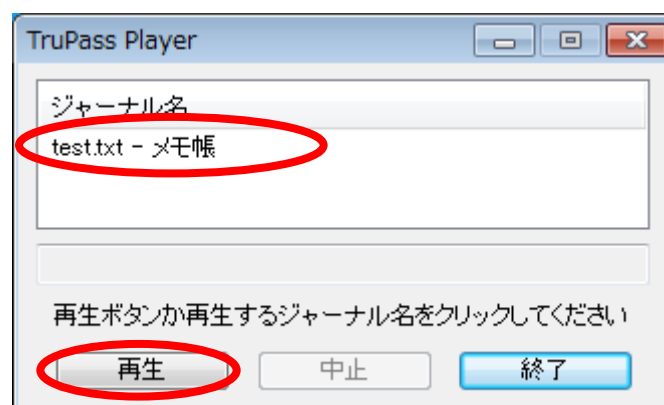 TruPass Player
ジャーナル名
test.txt - メモ帳
再生ボタンか再生するジャーナル名をクリックしてください
再生 中止 終了